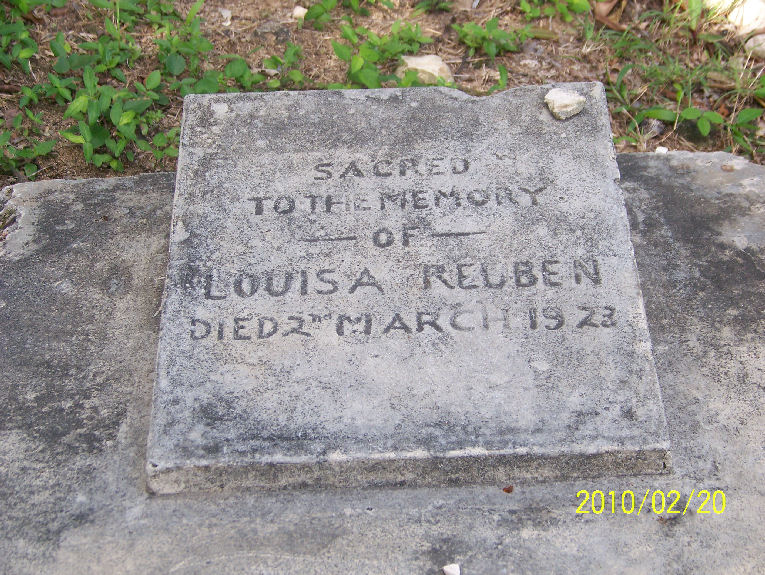 SACRED
TO THE MEMORY
— OF —
LOUISA REUBEN
DIED 2ND MARCH 1923
2010/02/20